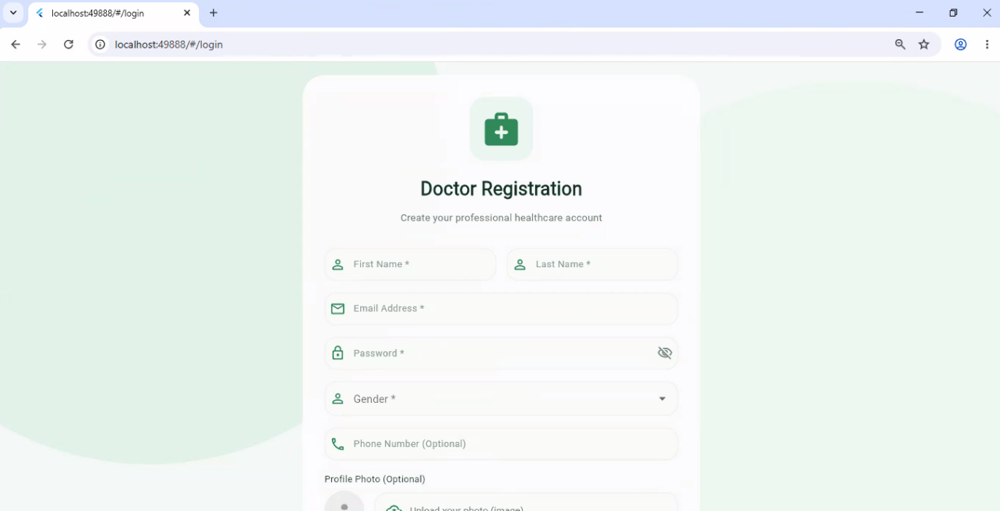 localhost:49888/#/login
localhost:49888/#/login
Doctor Registration
Create your professional healthcare account
First Name * Last Name *
Email Address *
Password *
Gender *
Phone Number (Optional)
Profile Photo (Optional)
Upload your photo (image)